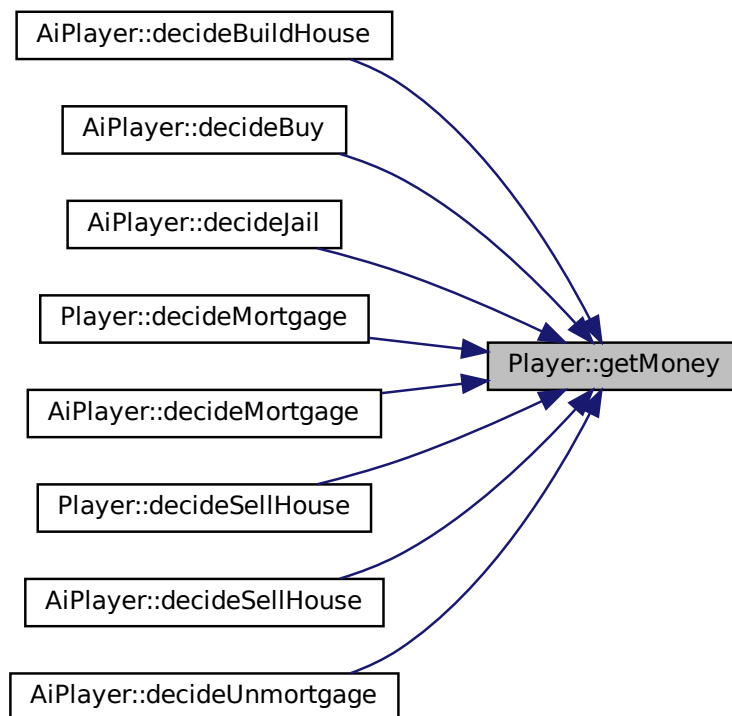 AiPlayer::decideBuildHouse
AiPlayer::decideBuy
AiPlayer::decideJail
Player::decideMortgage
Player::getMoney
AiPlayer::decideMortgage
Player::decideSellHouse
AiPlayer::decideSellHouse
AiPlayer::decideUnmortgage